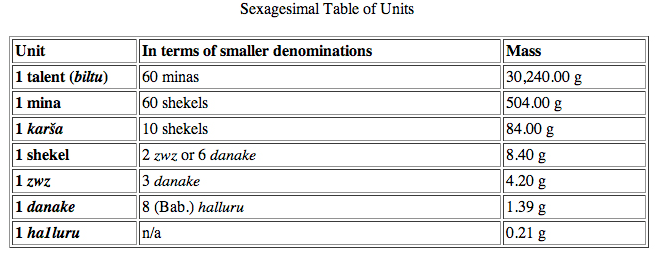 Sexagesimal Table of Units
Unit In terms of smaller denominations Mass
1 talent (biltu) 60 minas 30,240.00 g
1 mina 60 shekels 504.00 g
1 karša 10 shekels 84.00 g
1 shekel 2 zwz or 6 danake 8.40 g
1 zwz 3 danake 4.20 g
1 danake 8 (Bab.) halluru 1.39 g
1 ha1luru n/a 0.21 g